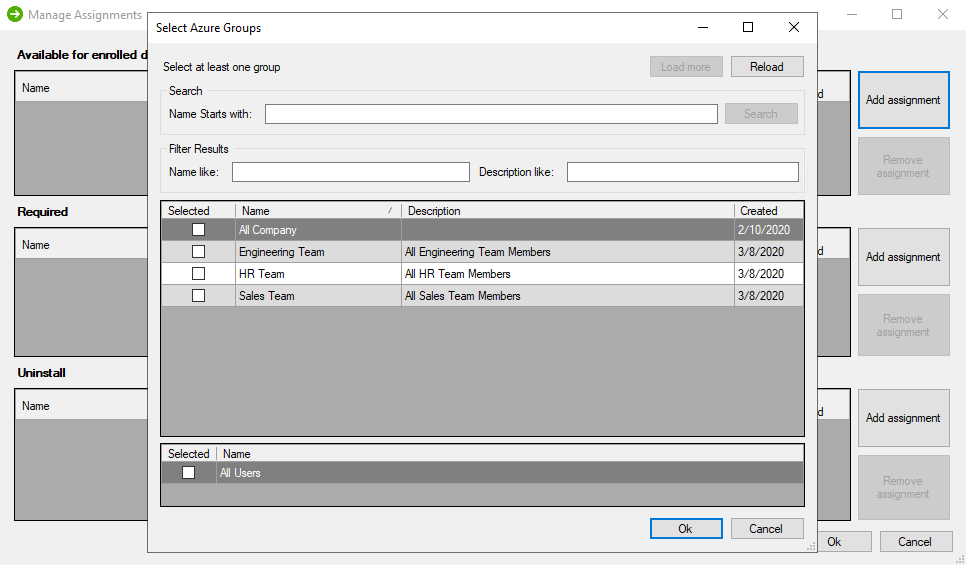 Manage Assignments
Select Azure Groups
Available for enrolled d
Name
d
Add assignment
Remove assignment
Required
Name
d
Add assignment
Remove assignment
Uninstall
Name
d
Add assignment
Remove assignment
Ok Cancel
Select at least one group Load more Reload
Search
Name Starts with: Search
Filter Results
Name like: Description like:
Selected Name Description Created
All Company 2/10/2020
Engineering Team All Engineering Team Members 3/8/2020
HR Team All HR Team Members 3/8/2020
Sales Team All Sales Team Members 3/8/2020
Selected Name
All Users
Ok Cancel